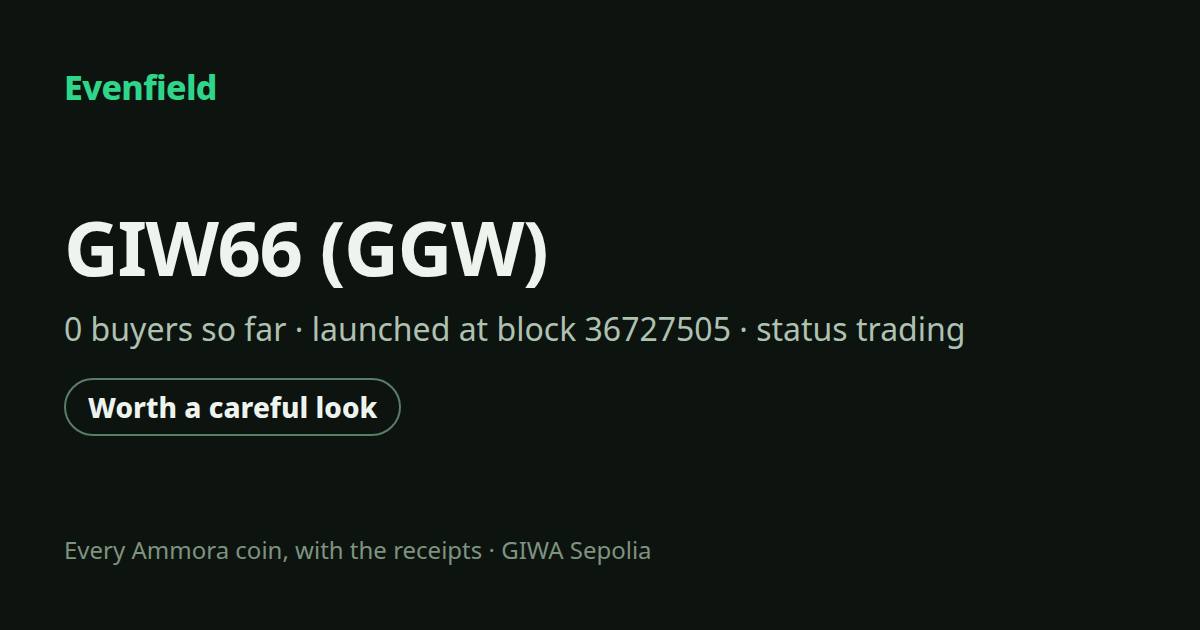 Evenfield
GIW66 (GGW)
0 buyers so far · launched at block 36727505 · status trading
Worth a careful look
Every Ammora coin, with the receipts · GIWA Sepolia